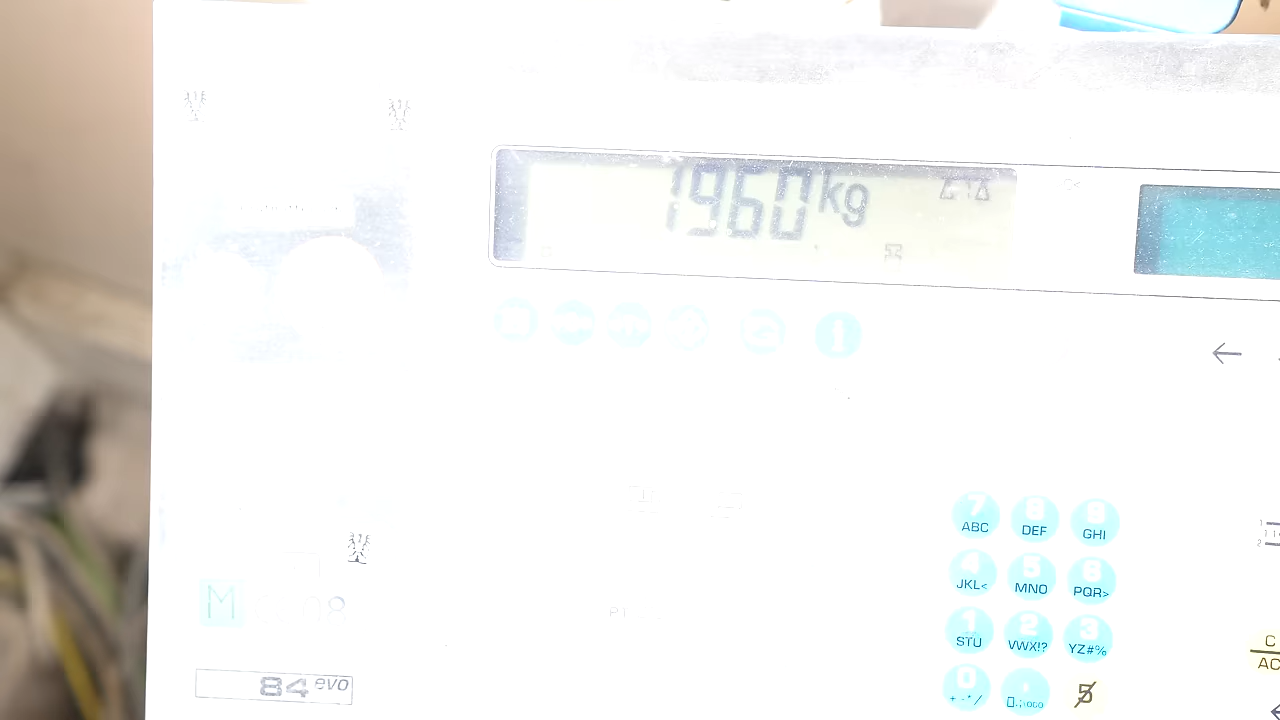 1960 kg
7 8 9
ABC DEF GHI
4 5 6
JKL< MNO PQR>
1 2 3
STU VWX!? YZ#%
0
+-*/
C
AC
M
84 evo